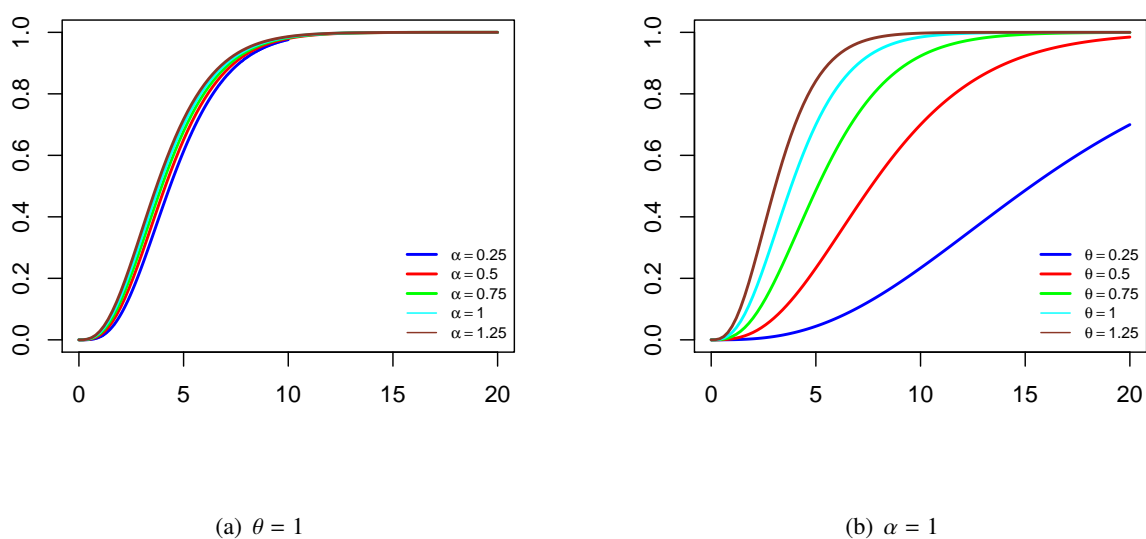 0.0 0.2 0.4 0.6 0.8 1.0
0 5 10 15 20
α = 0.25
α = 0.5
α = 0.75
α = 1
α = 1.25
(a) θ = 1
0.0 0.2 0.4 0.6 0.8 1.0
0 5 10 15 20
θ = 0.25
θ = 0.5
θ = 0.75
θ = 1
θ = 1.25
(b) α = 1